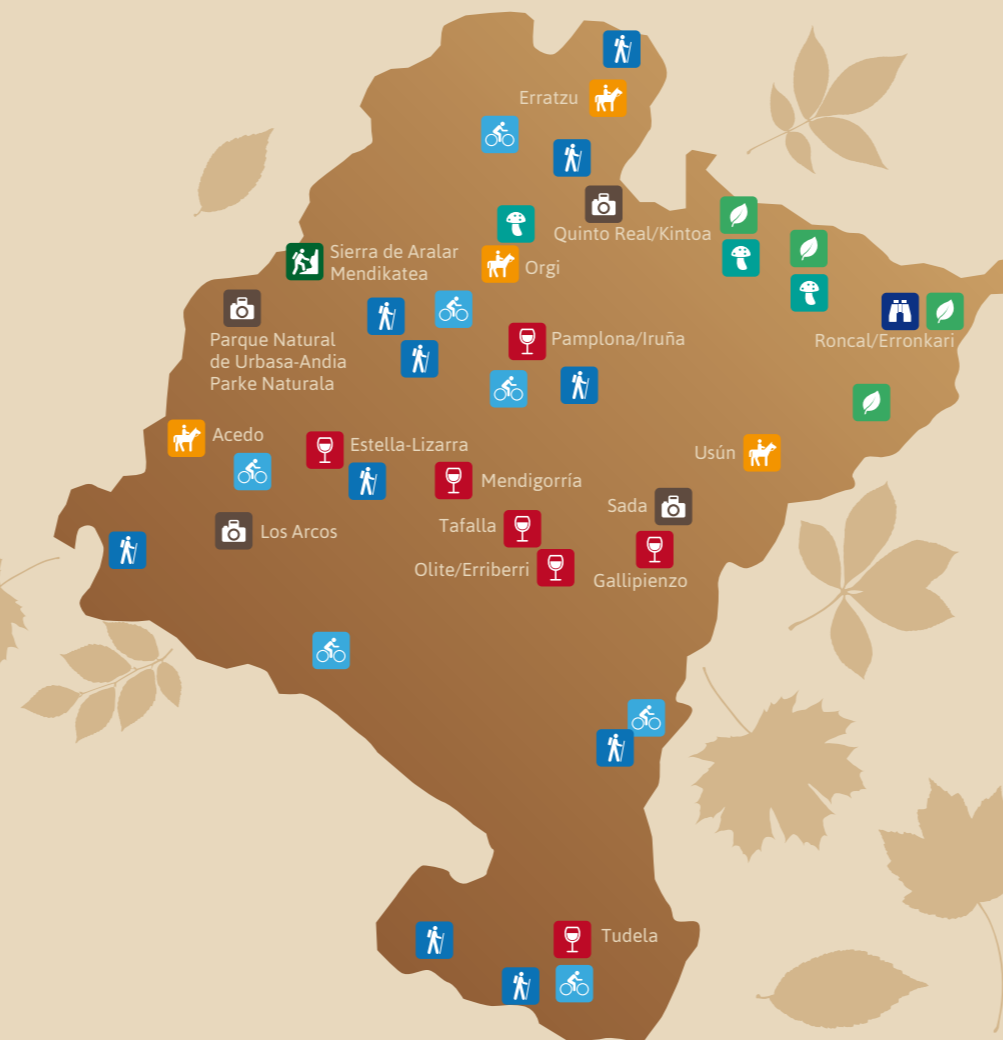 Erratzu
Quinto Real/Kintoa
Sierra de Aralar
Mendikatea
Orgi
Parque Natural
de Urbasa-Andia
Parke Naturala
Pamplona/Iruña
Roncal/Erronkari
Acedo
Estella-Lizarra
Usún
Mendigorría
Sada
Los Arcos
Tafalla
Olite/Erriberri
Gallipienzo
Tudela